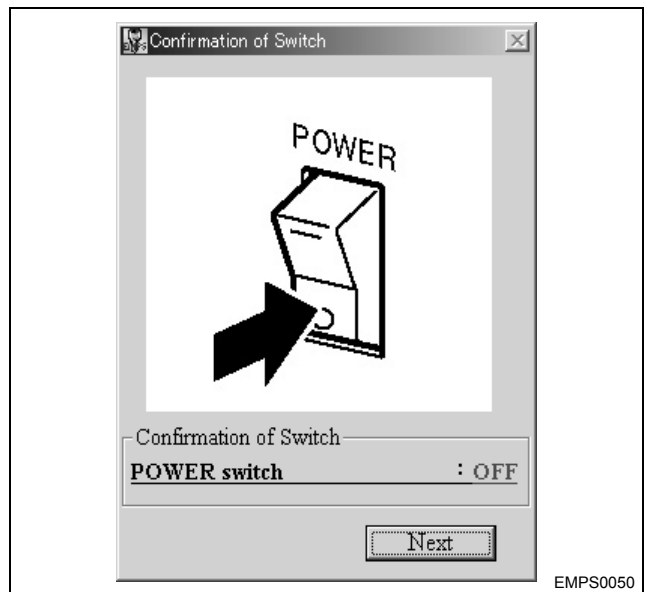 Confirmation of Switch
POWER
Confirmation of Switch
POWER switch : OFF
Next
EMPS0050